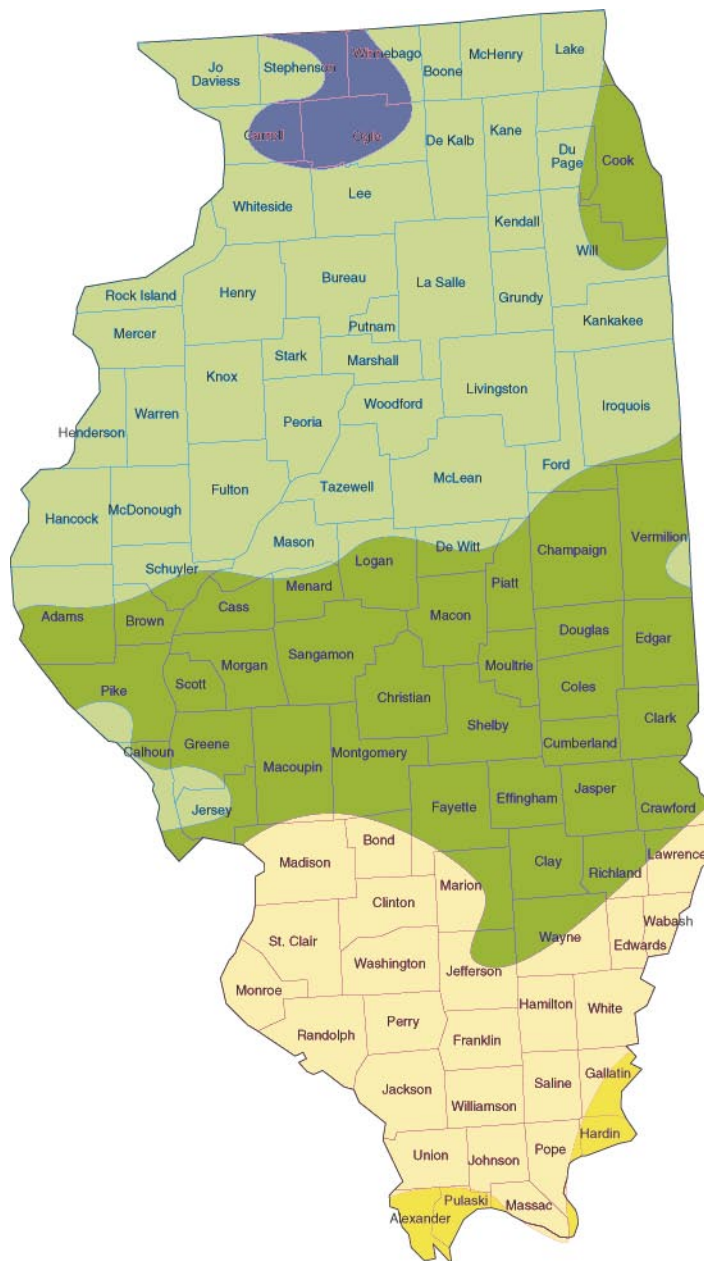 Jo
Daviess
Stephenson
Winnebago
Boone
McHenry
Lake
Carroll
Ogle
De Kalb
Kane
Du
Page
Cook
Whiteside
Lee
Kendall
Will
Rock Island
Henry
Bureau
La Salle
Grundy
Mercer
Putnam
Kankakee
Knox
Stark
Marshall
Henderson
Warren
Peoria
Woodford
Livingston
Iroquois
Hancock
McDonough
Fulton
Tazewell
McLean
Ford
Schuyler
Mason
Logan
De Witt
Champaign
Vermilion
Adams
Brown
Cass
Menard
Macon
Piatt
Pike
Scott
Morgan
Sangamon
Christian
Moultrie
Douglas
Edgar
Coles
Shelby
Clark
Calhoun
Greene
Macoupin
Montgomery
Cumberland
Jersey
Fayette
Effingham
Jasper
Crawford
Madison
Bond
Clay
Richland
Lawrence
Clinton
Marion
Wayne
Edwards
Wabash
St. Clair
Washington
Jefferson
Monroe
Randolph
Perry
Hamilton
White
Franklin
Jackson
Williamson
Saline
Gallatin
Hardin
Union
Johnson
Pope
Alexander
Pulaski
Massac